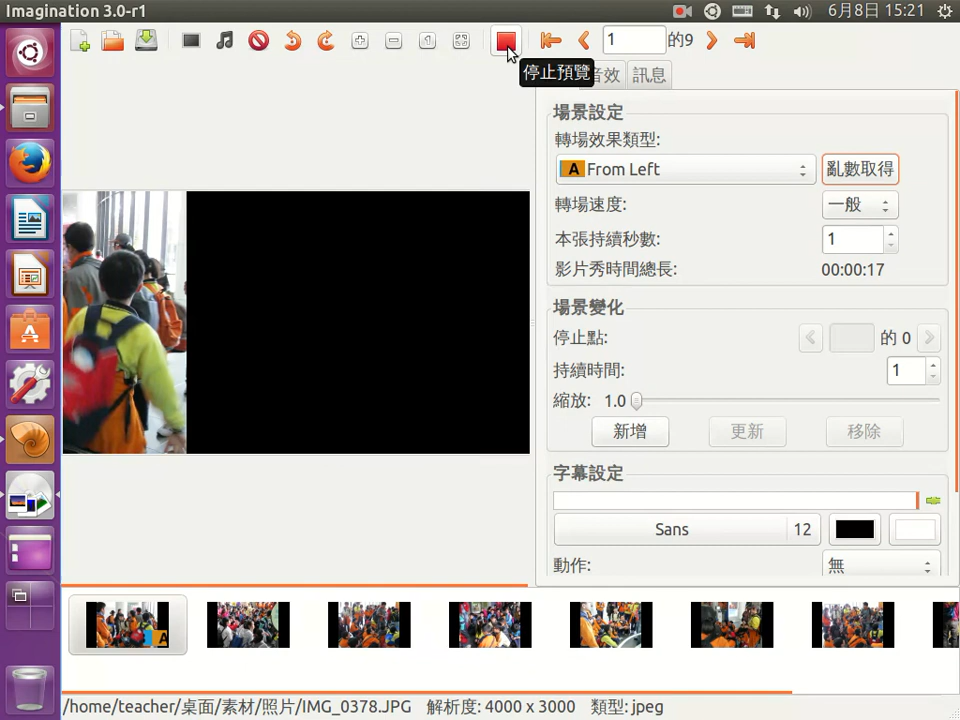 Imagination 3.0-r1
6月8日 15:21
1 的9
停止預覽
音效 訊息
場景設定
轉場效果類型:
A From Left 亂數取得
轉場速度: 一般
本張持續秒數: 1
影片秀時間總長: 00:00:17
場景變化
停止點: 的 0
持續時間: 1
縮放: 1.0
新增 更新 移除
字幕設定
Sans 12
動作: 無
A
/home/teacher/桌面/素材/照片/IMG_0378.JPG 解析度: 4000 x 3000 類型: jpeg